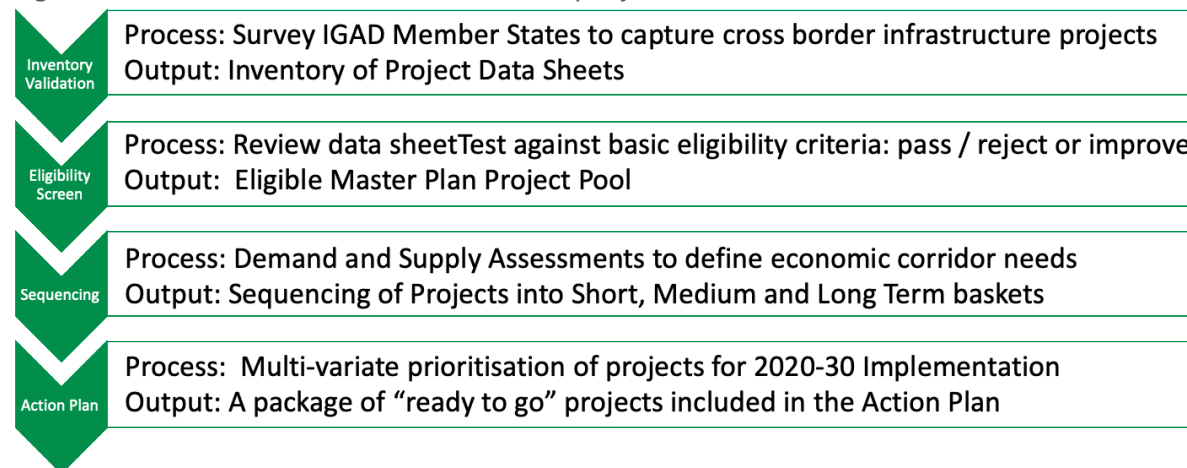 Inventory
Validation
Process: Survey IGAD Member States to capture cross border infrastructure projects
Output: Inventory of Project Data Sheets
Eligibility
Screen
Process: Review data sheetTest against basic eligibility criteria: pass / reject or improve
Output:  Eligible Master Plan Project Pool
Sequencing
Process: Demand and Supply Assessments to define economic corridor needs
Output: Sequencing of Projects into Short, Medium and Long Term baskets
Action Plan
Process:  Multi-variate prioritisation of projects for 2020-30 Implementation
Output: A package of “ready to go” projects included in the Action Plan